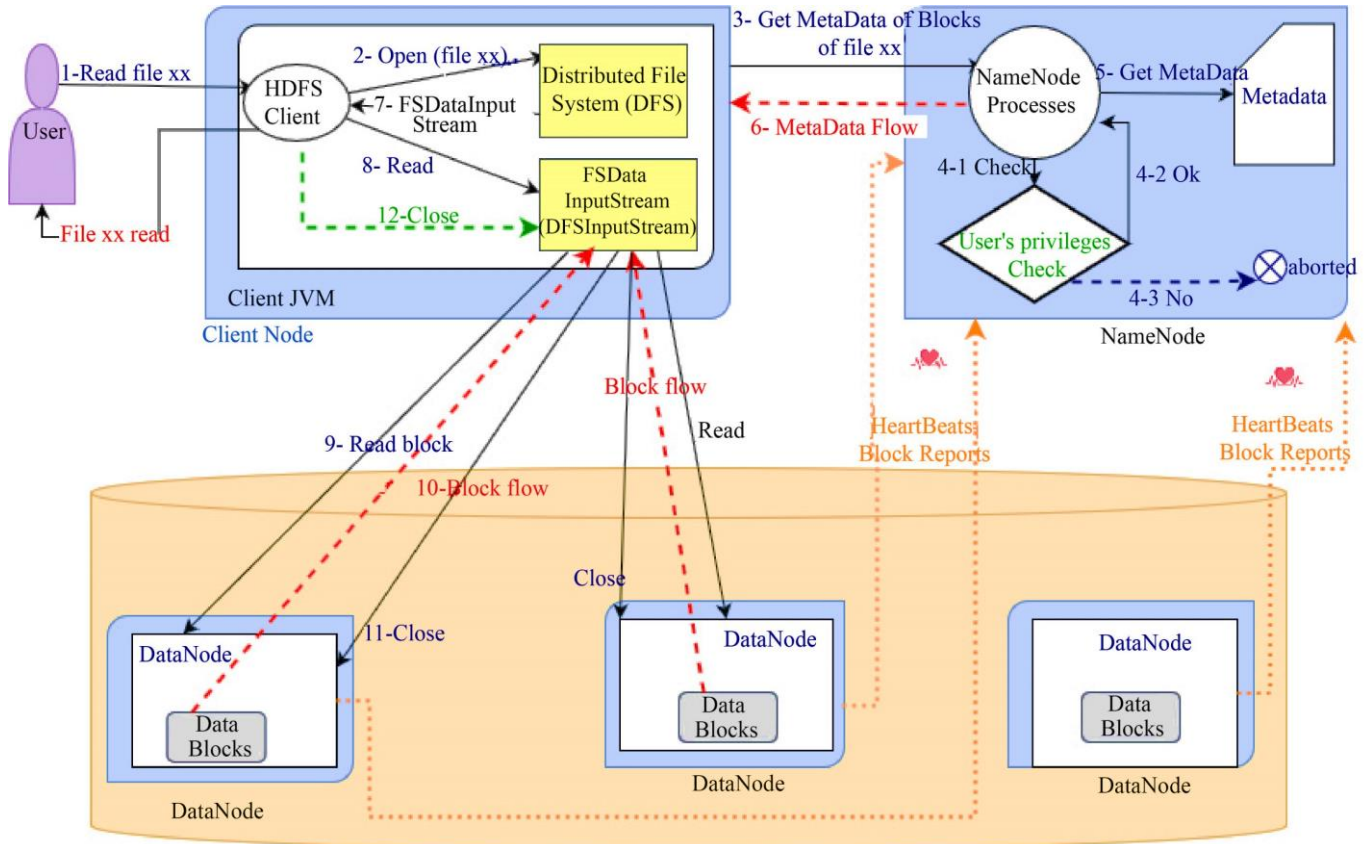 1-Read file xx
User
File xx read
HDFS
Client
2- Open (file xx)..
7- FSDataInput
Stream
8- Read
12-Close
Distributed File
System (DFS)
FSData
InputStream
(DFSInputStream)
Client JVM
Client Node
3- Get MetaData of Blocks
of file xx
6- MetaData Flow
NameNode
Processes
5- Get MetaData
Metadata
4-1 Check
4-2 Ok
User's privileges
Check
4-3 No
aborted
NameNode
HeartBeats
Block Reports
HeartBeats
Block Reports
9- Read block
10-Block flow
11-Close
Block flow
Read
Close
DataNode
Data
Blocks
DataNode
DataNode
Data
Blocks
DataNode
DataNode
Data
Blocks
DataNode